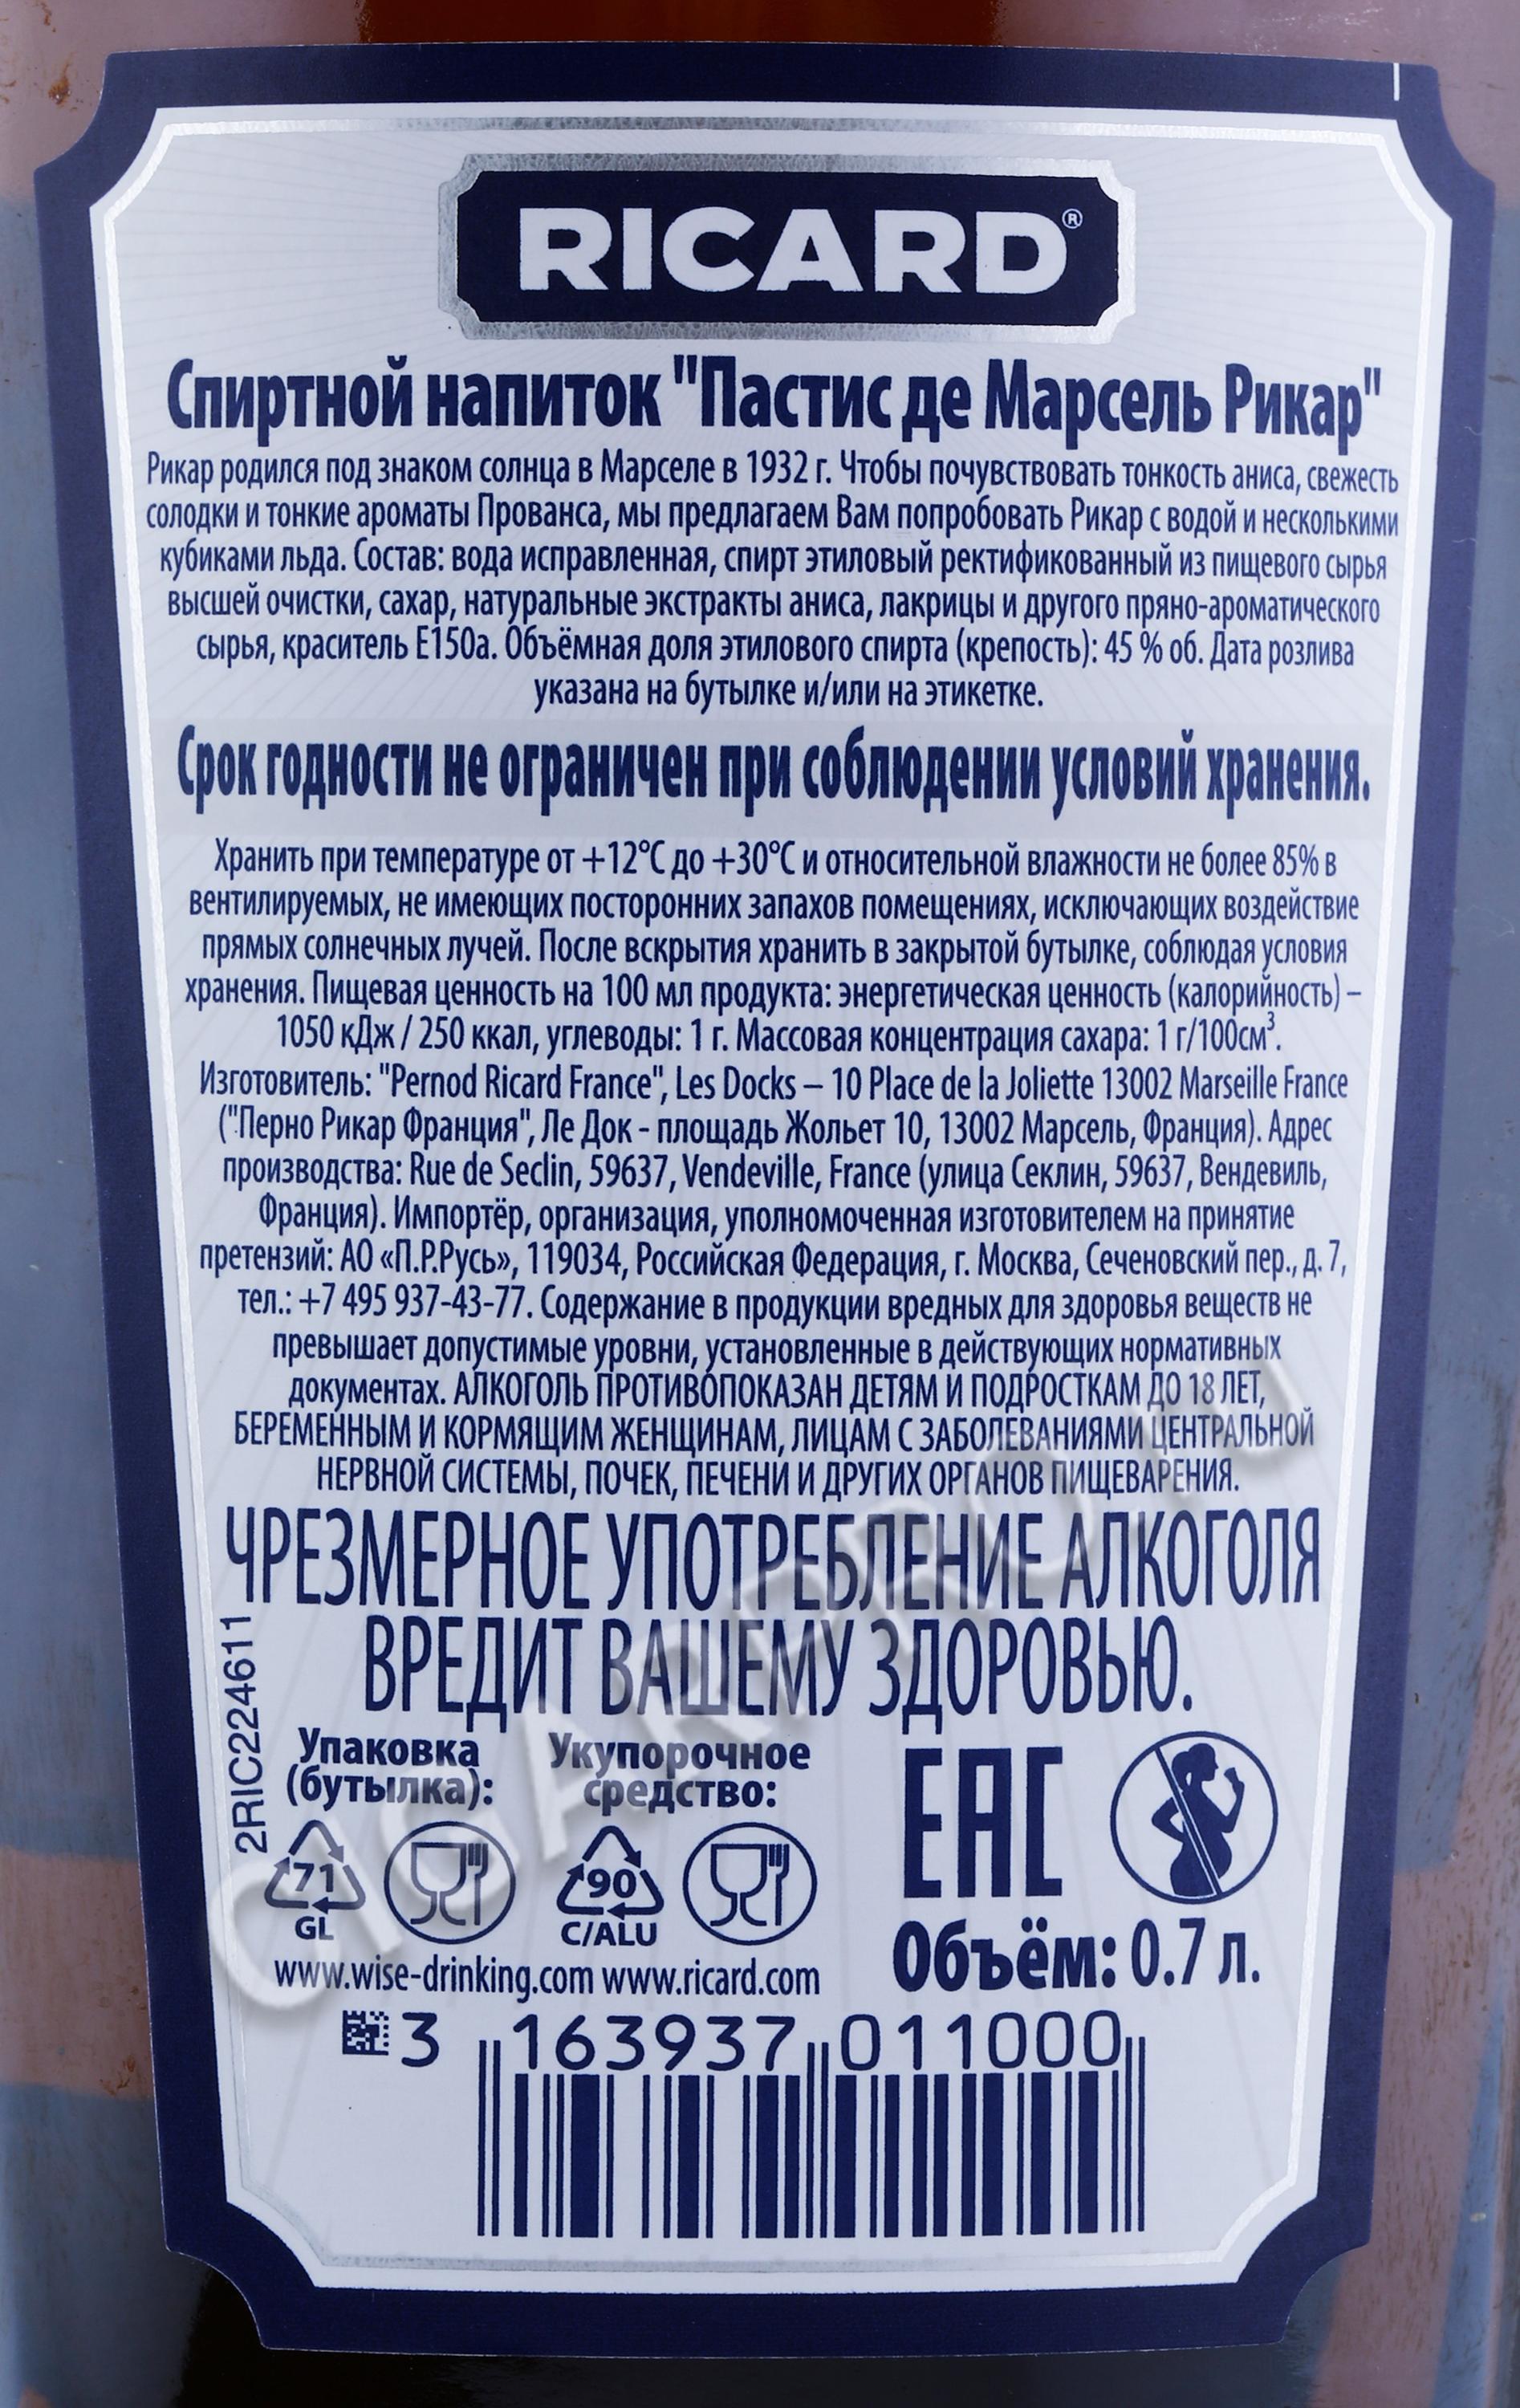 RICARD®
Спиртной напиток "Пастис де Марсель Рикар"
Рикар родился под знаком солнца в Марселе в 1932 г. Чтобы почувствовать тонкость аниса, свежесть
солодки и тонкие ароматы Прованса, мы предлагаем Вам попробовать Рикар с водой и несколькими
кубиками льда. Состав: вода исправленная, спирт этиловый ректификованный из пищевого сырья
высшей очистки, сахар, натуральные экстракты аниса, лакрицы и другого пряно-ароматического
сырья, краситель Е150а. Объёмная доля этилового спирта (крепость): 45 % об. Дата розлива
указана на бутылке и/или на этикетке.
Срок годности не ограничен при соблюдении условий хранения.
Хранить при температуре от +12°C до +30°C и относительной влажности не более 85% в
вентилируемых, не имеющих посторонних запахов помещениях, исключающих воздействие
прямых солнечных лучей. После вскрытия хранить в закрытой бутылке, соблюдая условия
хранения. Пищевая ценность на 100 мл продукта: энергетическая ценность (калорийность) –
1050 кДж / 250 ккал, углеводы: 1 г. Массовая концентрация сахара: 1 г/100см³.
Изготовитель: "Pernod Ricard France", Les Docks – 10 Place de la Joliette 13002 Marseille France
("Перно Рикар Франция", Ле Док - площадь Жольет 10, 13002 Марсель, Франция). Адрес
производства: Rue de Seclin, 59637, Vendeville, France (улица Секлин, 59637, Вендевиль,
Франция). Импортёр, организация, уполномоченная изготовителем на принятие
претензий: АО «П.Р.Русь», 119034, Российская Федерация, г. Москва, Сеченовский пер., д. 7,
тел.: +7 495 937-43-77. Содержание в продукции вредных для здоровья веществ не
превышает допустимые уровни, установленные в действующих нормативных
документах. АЛКОГОЛЬ ПРОТИВОПОКАЗАН ДЕТЯМ И ПОДРОСТКАМ ДО 18 ЛЕТ,
БЕРЕМЕННЫМ И КОРМЯЩИМ ЖЕНЩИНАМ, ЛИЦАМ С ЗАБОЛЕВАНИЯМИ ЦЕНТРАЛЬНОЙ
НЕРВНОЙ СИСТЕМЫ, ПОЧЕК, ПЕЧЕНИ И ДРУГИХ ОРГАНОВ ПИЩЕВАРЕНИЯ.
ЧРЕЗМЕРНОЕ УПОТРЕБЛЕНИЕ АЛКОГОЛЯ
ВРЕДИТ ВАШЕМУ ЗДОРОВЬЮ.
2RIC224611
Упаковка
(бутылка):
Укупорочное
средство:
71
GL
90
C/ALU
EAC
Объём: 0.7 л.
www.wise-drinking.com www.ricard.com
3 163937 011000
CIGARPRO.RU